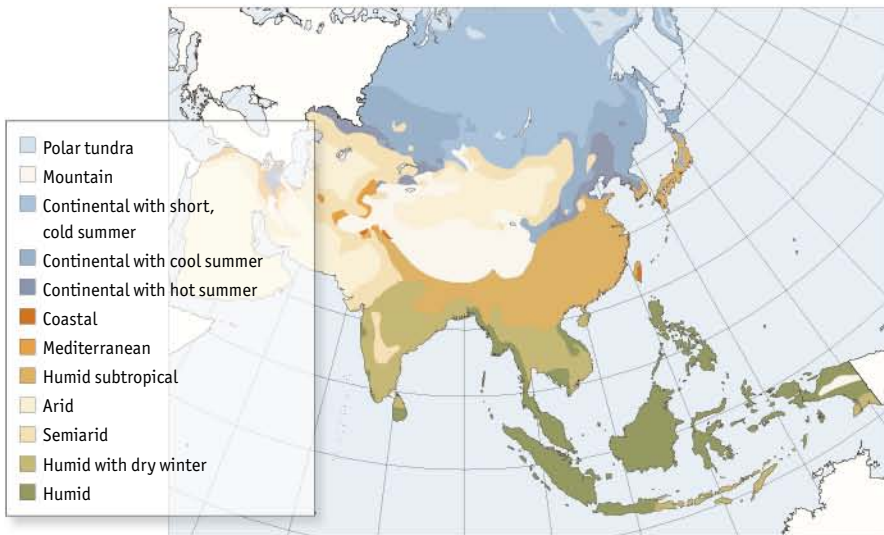 Polar tundra
Mountain
Continental with short,
cold summer
Continental with cool summer
Continental with hot summer
Coastal
Mediterranean
Humid subtropical
Arid
Semiarid
Humid with dry winter
Humid